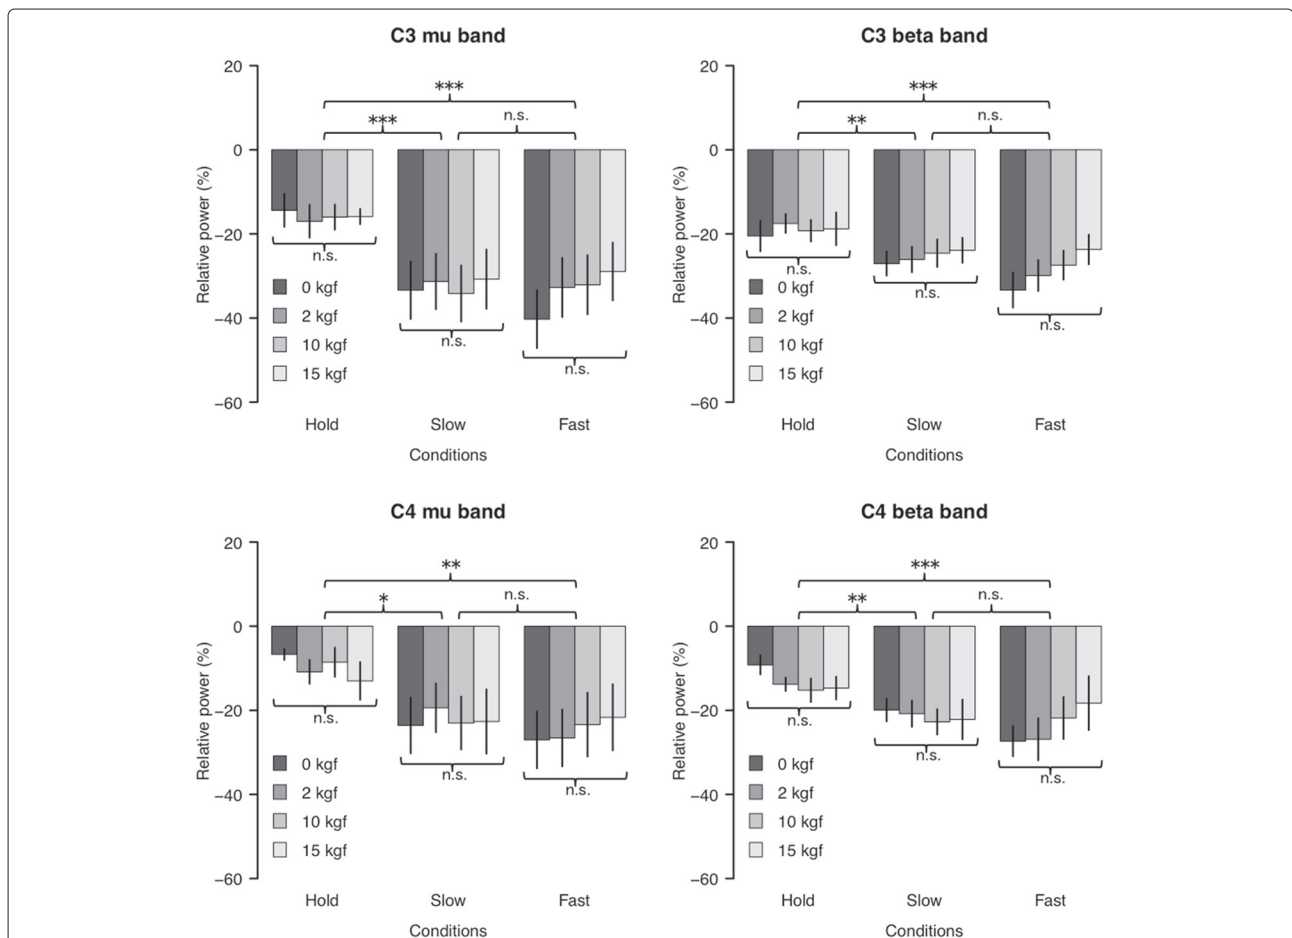 C3 mu band
20
***
***
n.s.
0
Relative power (%)
−20
n.s.
0 kgf
2 kgf
−40
n.s.
10 kgf
15 kgf
n.s.
−60
Hold Slow Fast
Conditions
C3 beta band
20
***
**
n.s.
0
Relative power (%)
−20
n.s.
0 kgf
n.s.
2 kgf
n.s.
−40
10 kgf
15 kgf
−60
Hold Slow Fast
Conditions
C4 mu band
20
**
*
n.s.
0
Relative power (%)
−20
n.s.
0 kgf
n.s.
2 kgf
n.s.
−40
10 kgf
15 kgf
−60
Hold Slow Fast
Conditions
C4 beta band
20
***
**
n.s.
0
Relative power (%)
−20
n.s.
n.s.
0 kgf
n.s.
2 kgf
−40
10 kgf
15 kgf
−60
Hold Slow Fast
Conditions